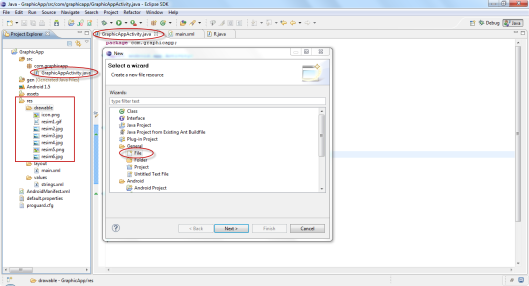 Java - GraphicApp/src/com/graphicapp/GraphicAppActivity.java - Eclipse SDK
File Edit Run Source Navigate Search Project Refactor Window Help
Debug Java
Project Explorer
GraphicAppActivity.java main.xml R.java
package com.graphicapp;
GraphicApp
src
com.graphicapp
GraphicAppActivity.java
gen [Generated Java Files]
Android 1.5
assets
res
drawable
icon.png
resim1.gif
resim2.jpg
resim3.jpg
resim4.jpg
resim5.png
resim6.jpg
layout
values
strings.xml
AndroidManifest.xml
default.properties
proguard.cfg
New
Select a wizard
Create a new file resource
Wizards:
type filter text
Class
Interface
Java Project
Java Project from Existing Ant Buildfile
Plug-in Project
General
File
Folder
Project
Untitled Text File
Android
Android Project
< Back Next > Finish Cancel
drawable - GraphicApp/res